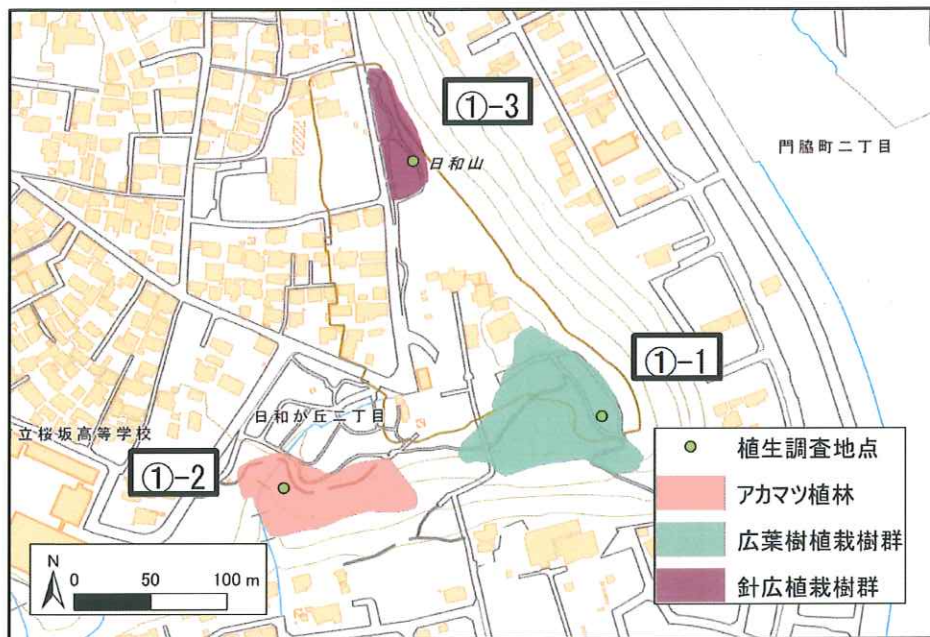 ①-3
日和山
門脇町二丁目
①-1
日和が丘二丁目
立桜坂高等学校
①-2
植生調査地点
アカマツ植林
広葉樹植栽樹群
針広植栽樹群
N
0 50 100 m